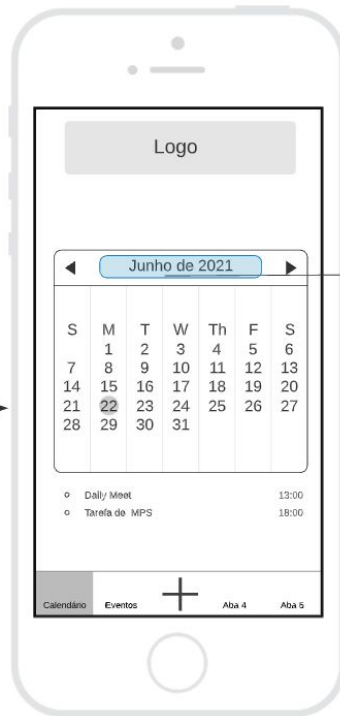 Logo
Junho de 2021
S M T W Th F S
1 2 3 4 5 6
7 8 9 10 11 12 13
14 15 16 17 18 19 20
21 22 23 24 25 26 27
28 29 30 31
Daily Meet 13:00
Tarefa de MPS 18:00
Calendário Eventos Aba 4 Aba 5